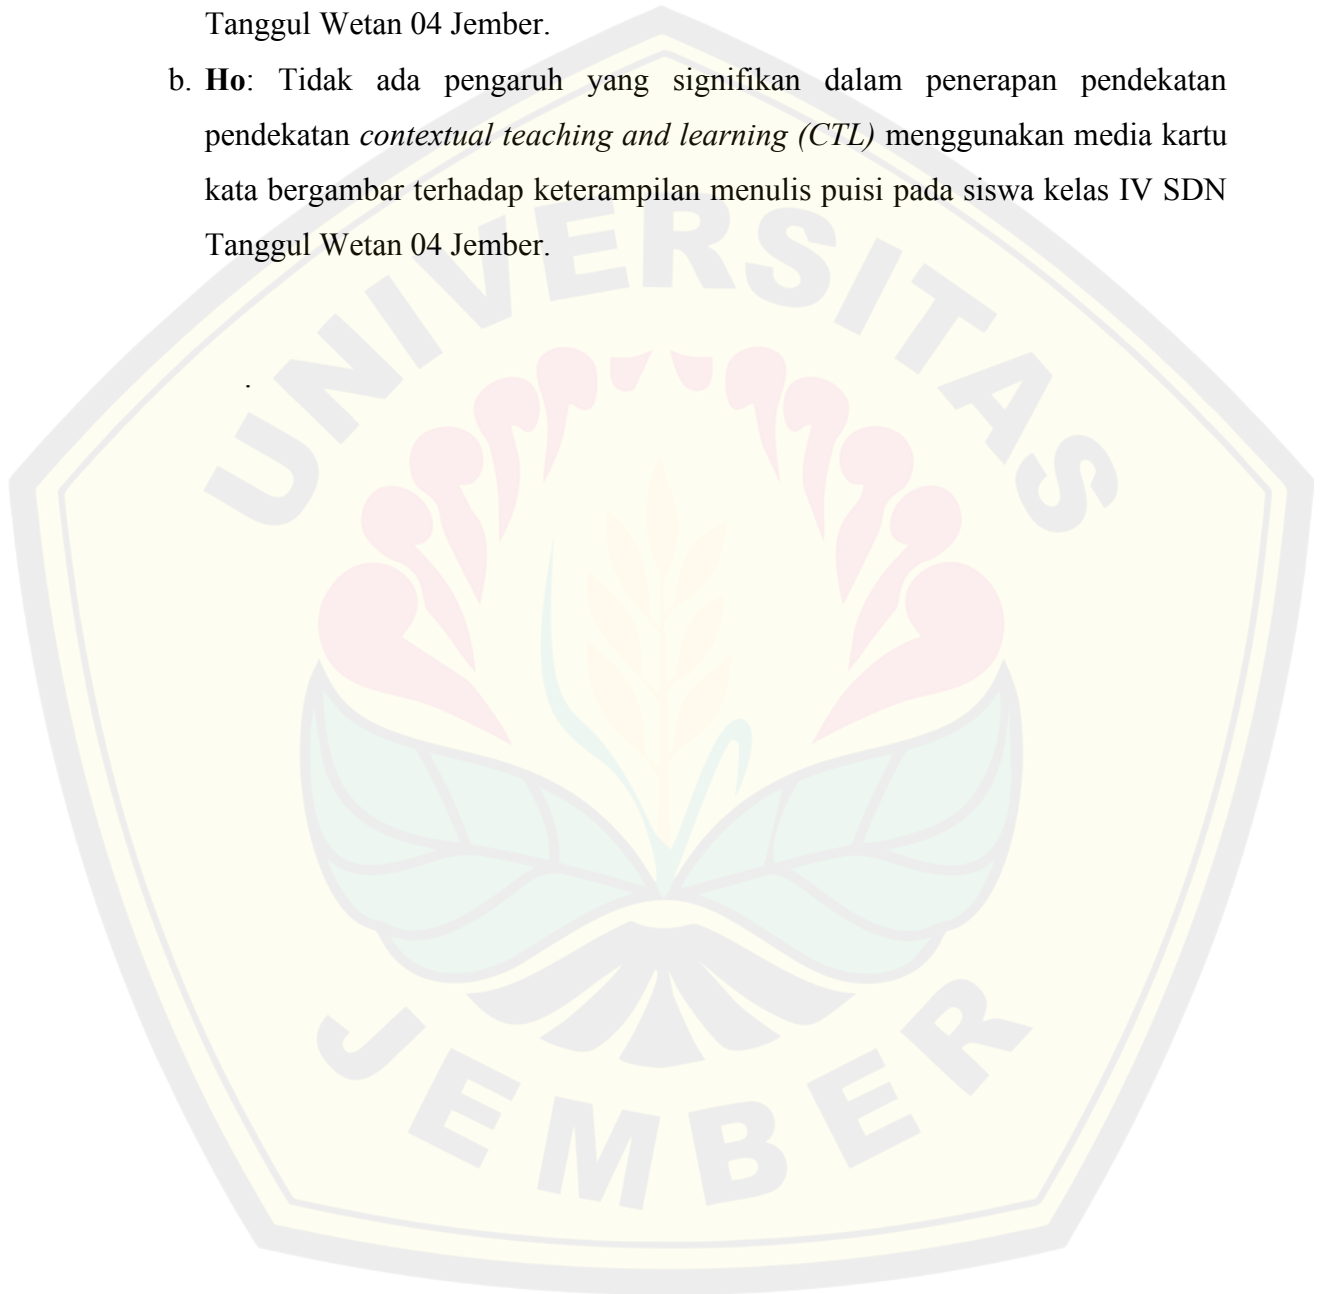 Tanggul Wetan 04 Jember.
b. Ho: Tidak ada pengaruh yang signifikan dalam penerapan pendekatan
pendekatan contextual teaching and learning (CTL) menggunakan media kartu
kata bergambar terhadap keterampilan menulis puisi pada siswa kelas IV SDN
Tanggul Wetan 04 Jember.
.
UNIVERSITAS
JEMBER